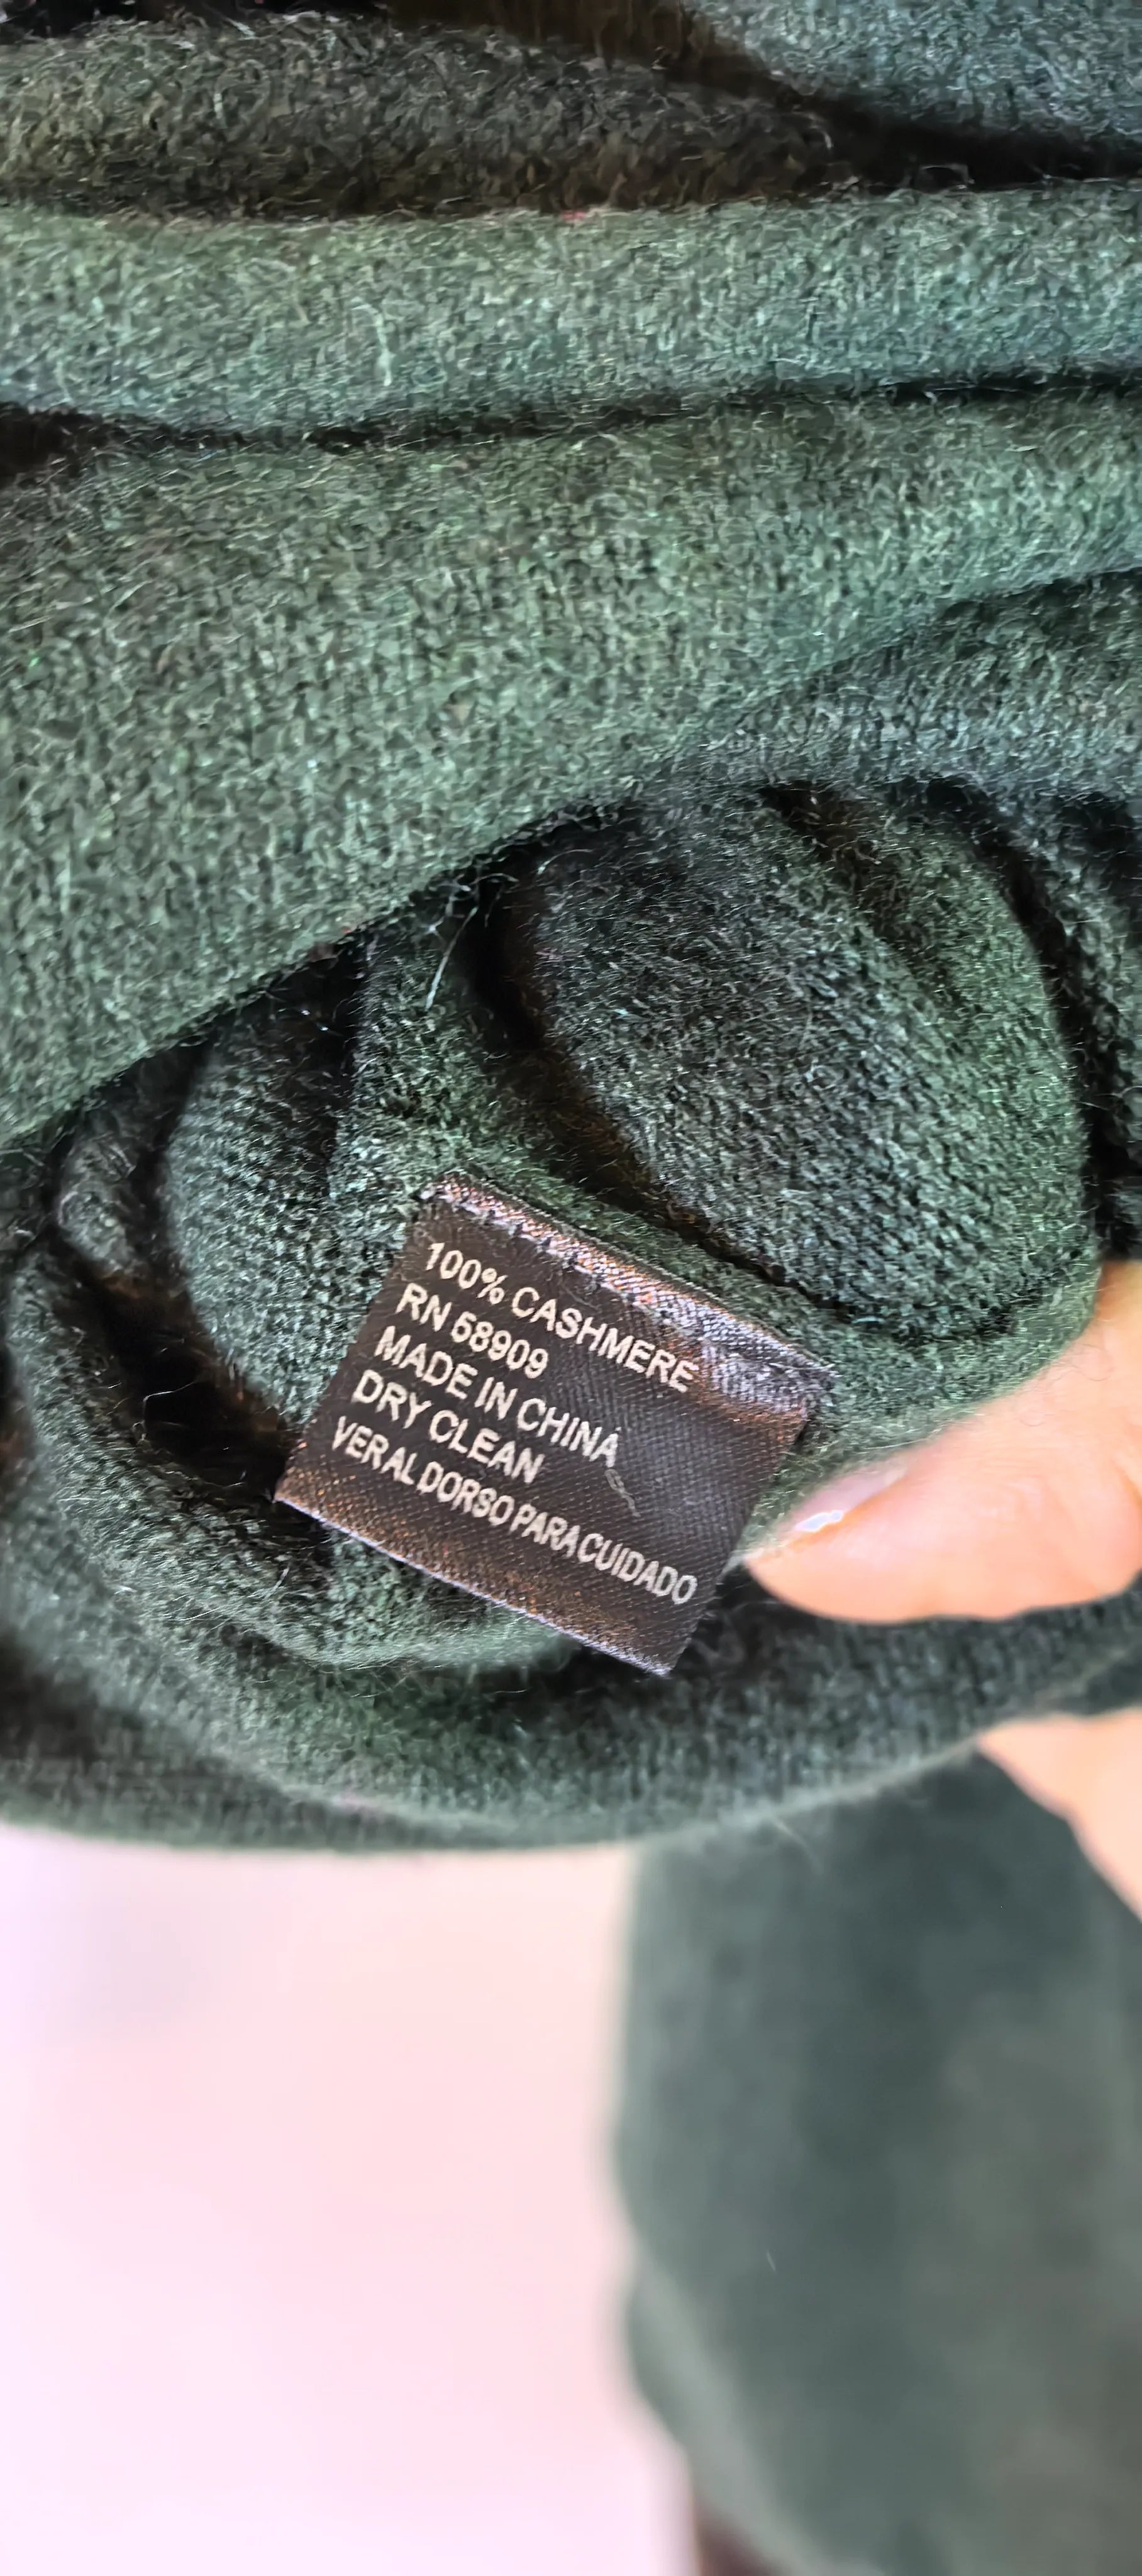 100% CASHMERE
RN 58909
MADE IN CHINA
DRY CLEAN
VER AL DORSO PARA CUIDADO